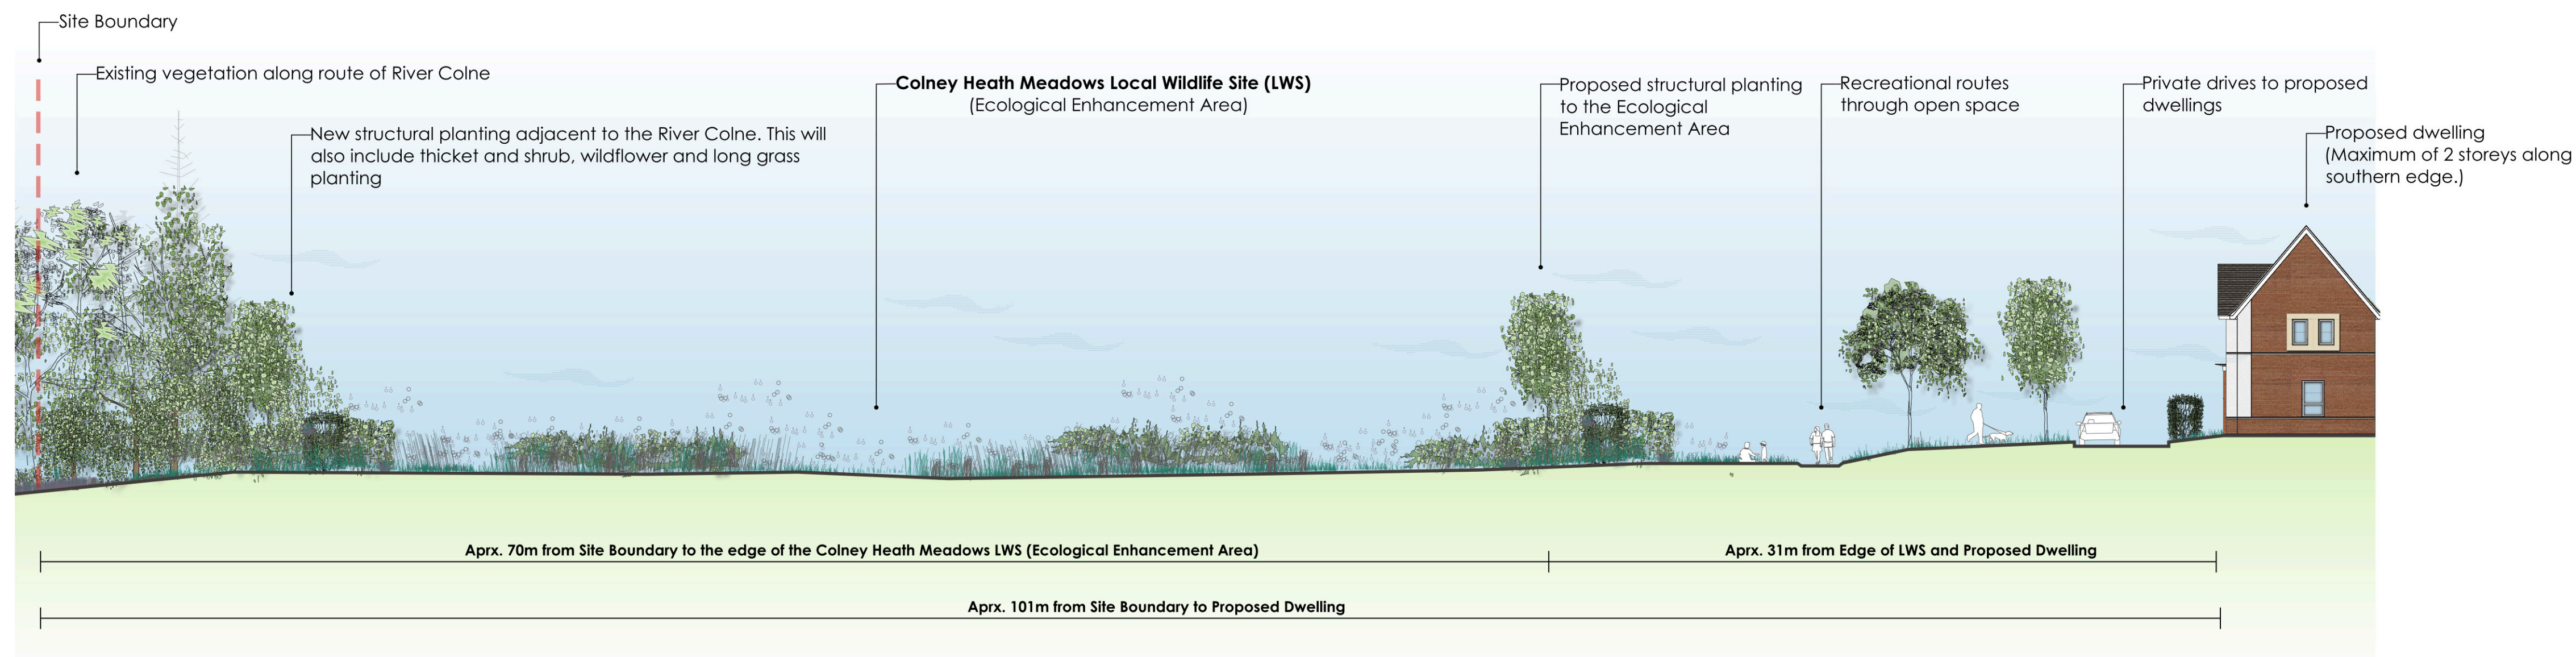 Site Boundary
Existing vegetation along route of River Colne
New structural planting adjacent to the River Colne. This will
also include thicket and shrub, wildflower and long grass
planting
Colney Heath Meadows Local Wildlife Site (LWS)
(Ecological Enhancement Area)
Proposed structural planting
to the Ecological
Enhancement Area
Recreational routes
through open space
Private drives to proposed
dwellings
Proposed dwelling
(Maximum of 2 storeys along
southern edge.)
Aprx. 70m from Site Boundary to the edge of the Colney Heath Meadows LWS (Ecological Enhancement Area)
Aprx. 31m from Edge of LWS and Proposed Dwelling
Aprx. 101m from Site Boundary to Proposed Dwelling